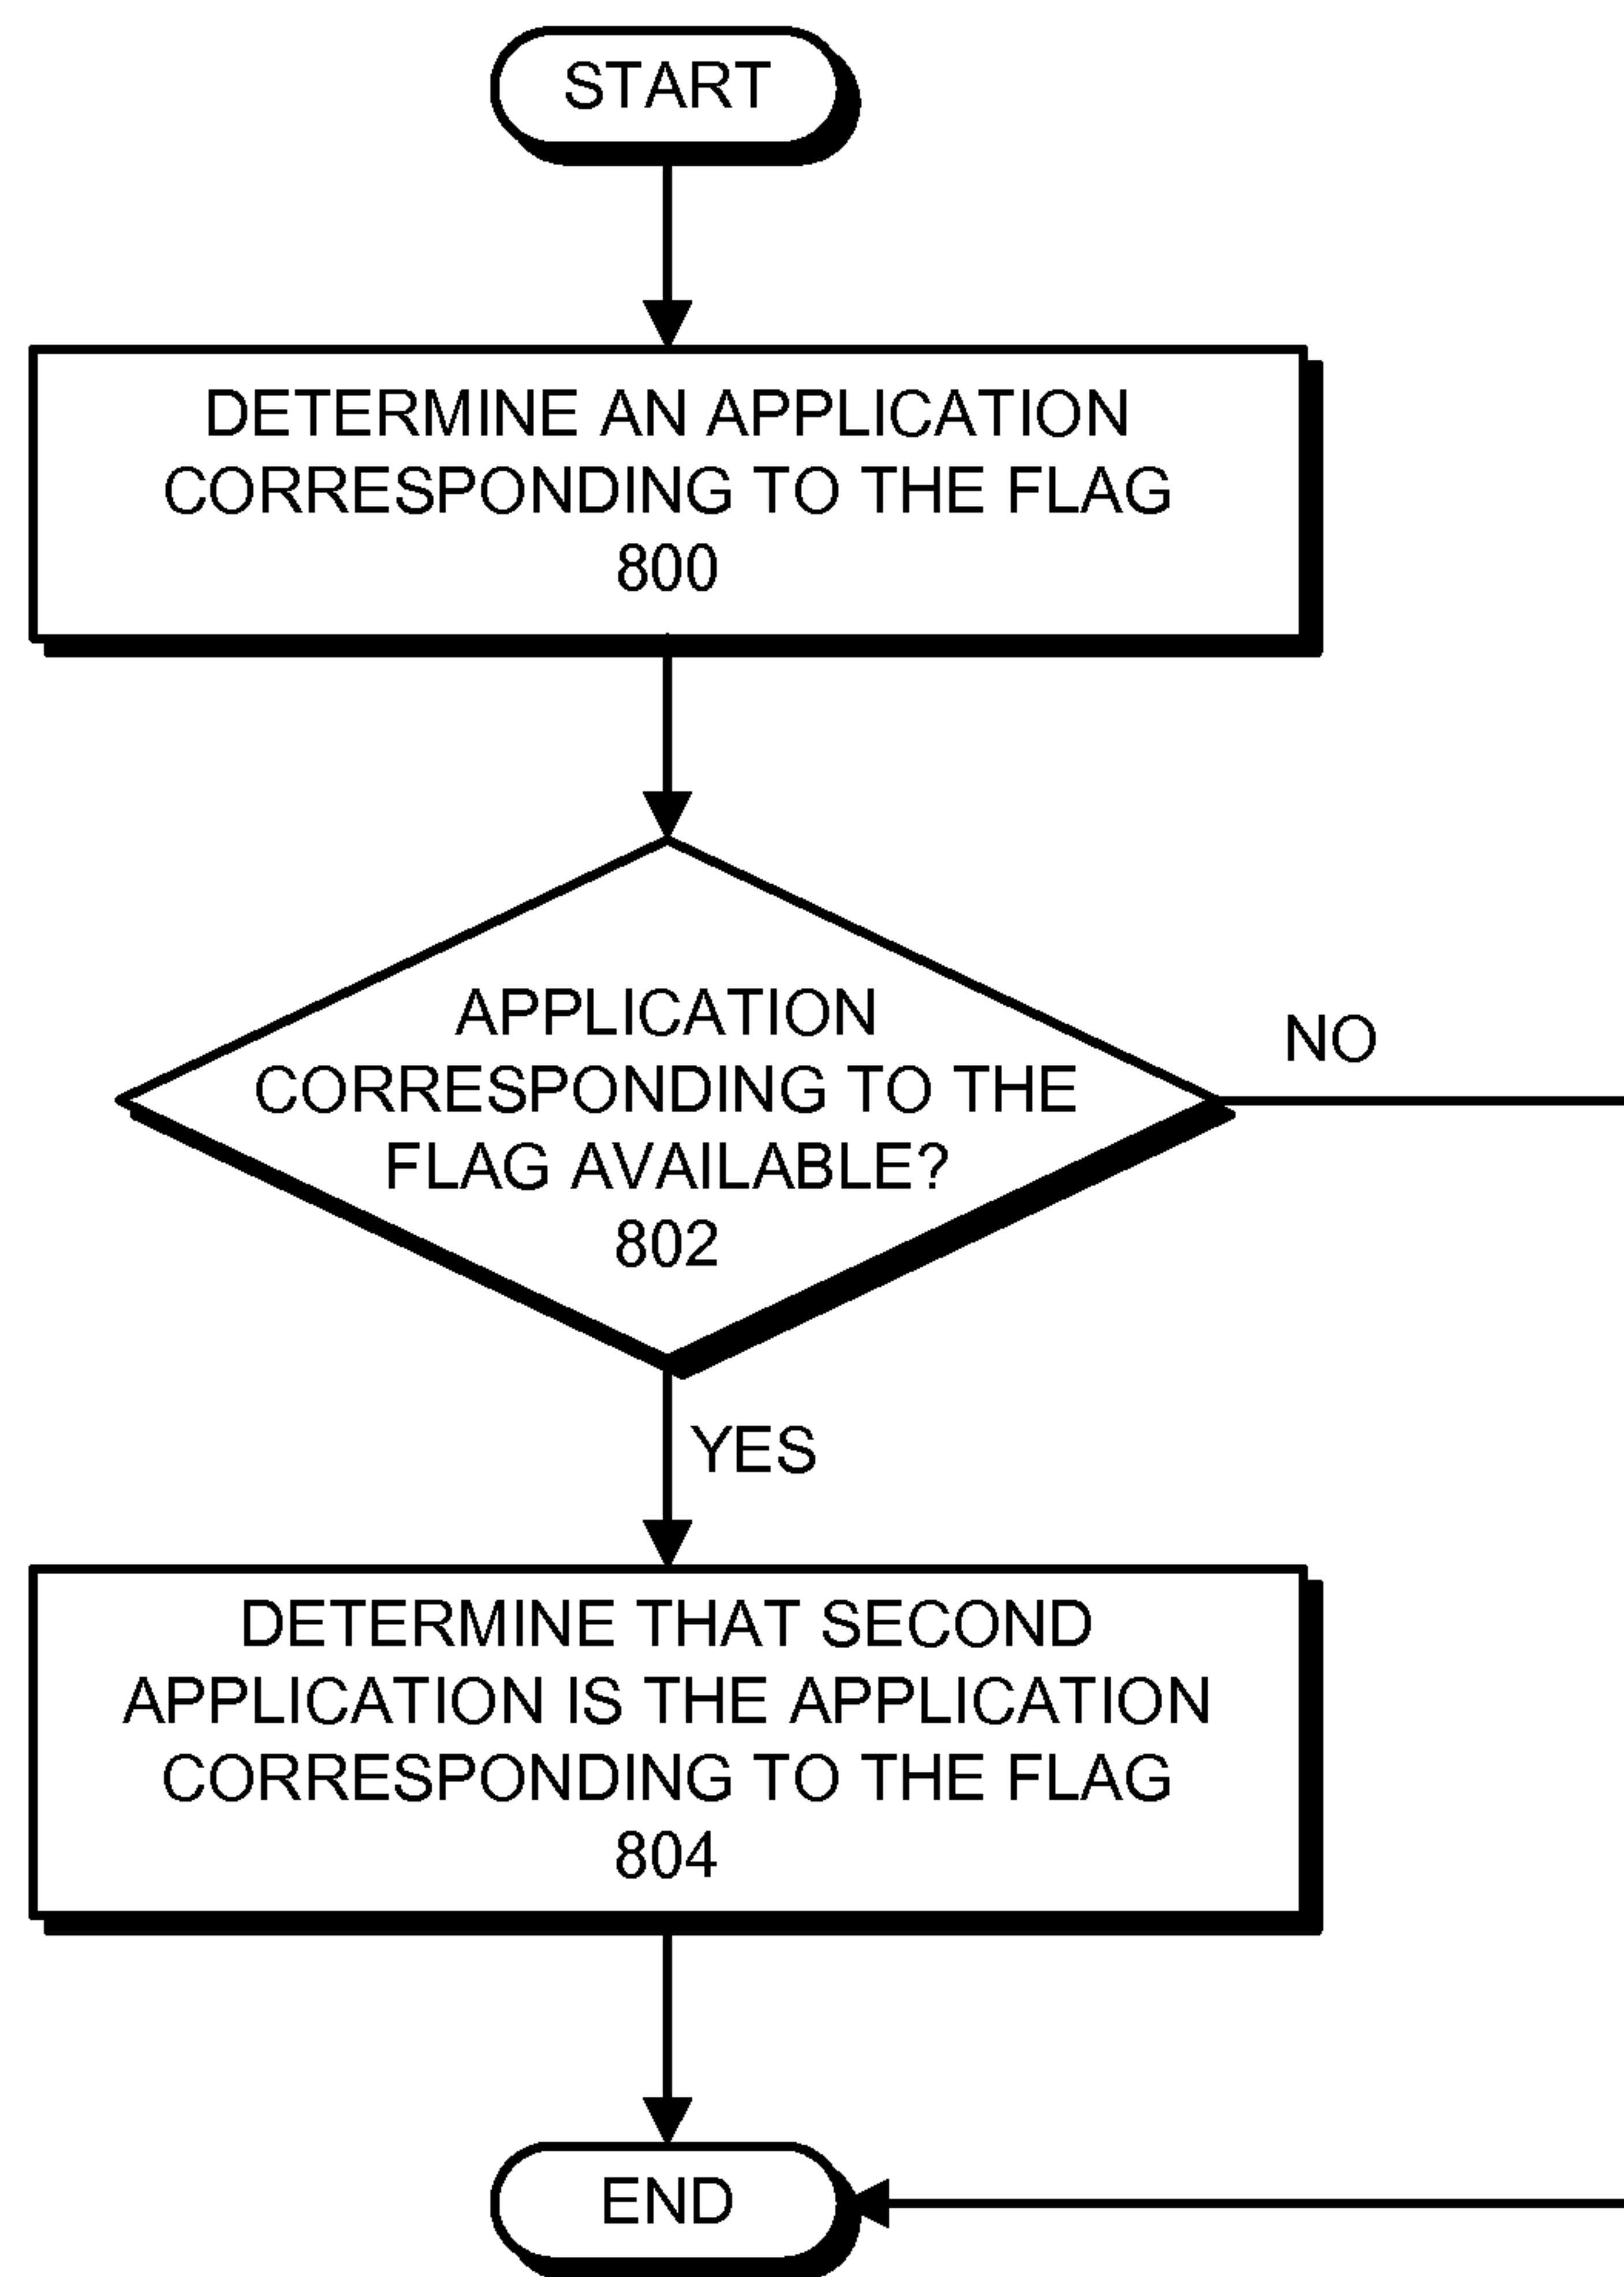 START
DETERMINE AN APPLICATION
CORRESPONDING TO THE FLAG
800
APPLICATION
CORRESPONDING TO THE
FLAG AVAILABLE?
802
NO
YES
DETERMINE THAT SECOND
APPLICATION IS THE APPLICATION
CORRESPONDING TO THE FLAG
804
END